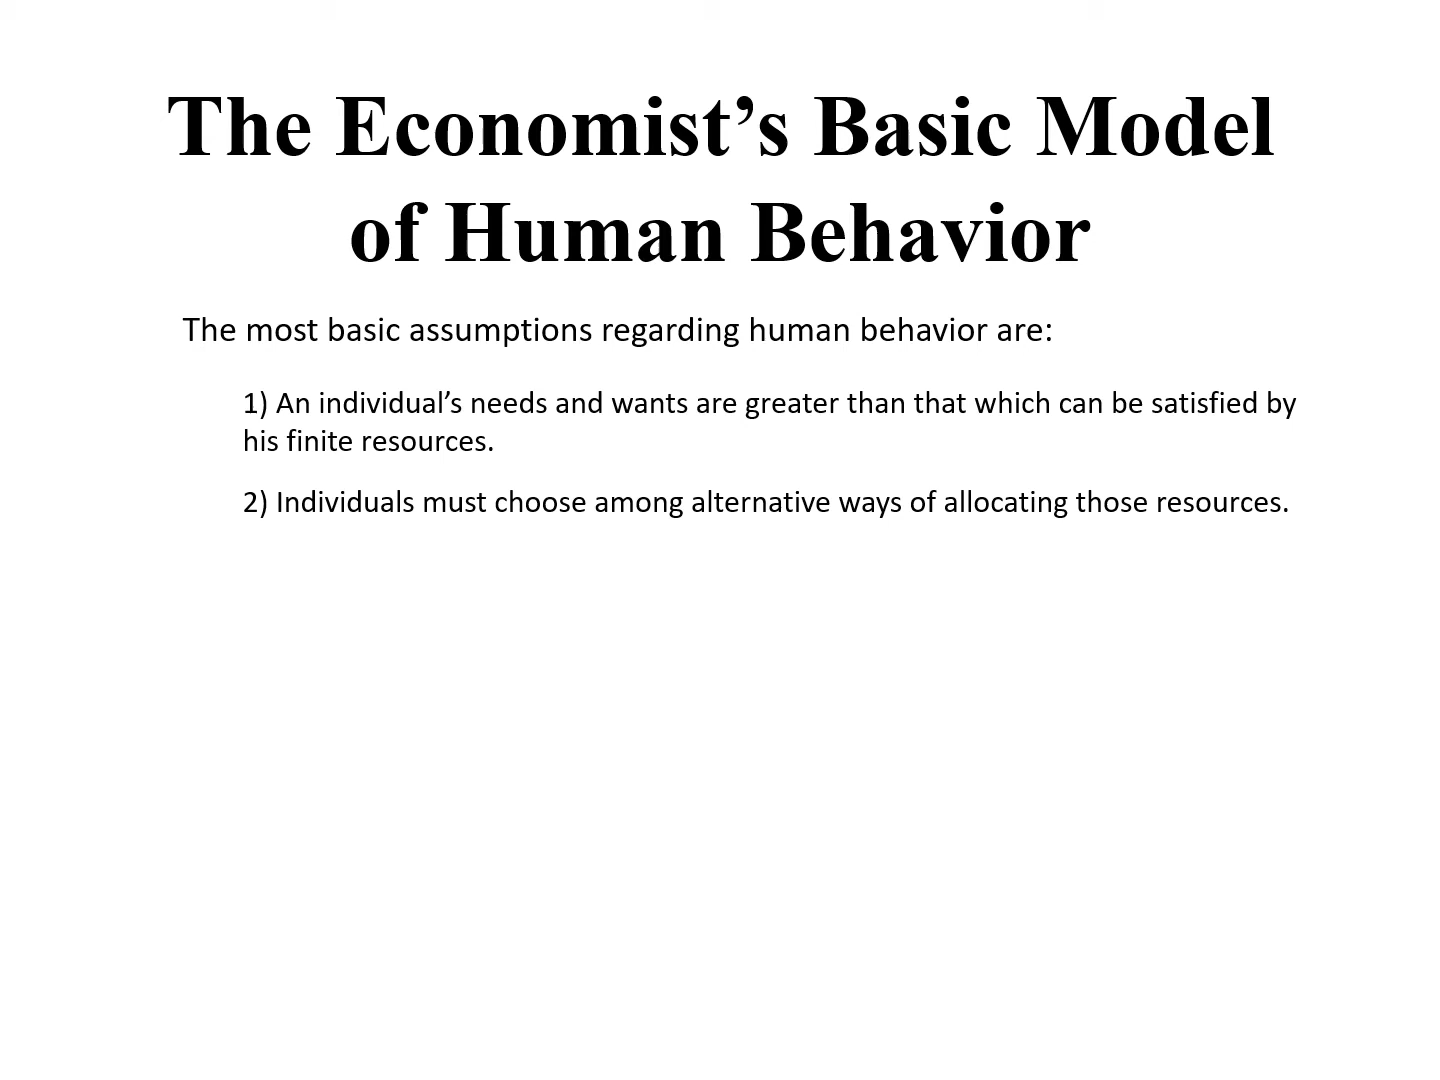 The Economist’s Basic Model
of Human Behavior
The most basic assumptions regarding human behavior are:
1) An individual’s needs and wants are greater than that which can be satisfied by
his finite resources.
2) Individuals must choose among alternative ways of allocating those resources.